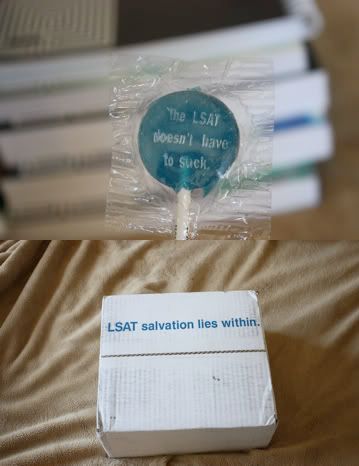 The LSAT
doesn't have
to suck.
LSAT salvation lies within.